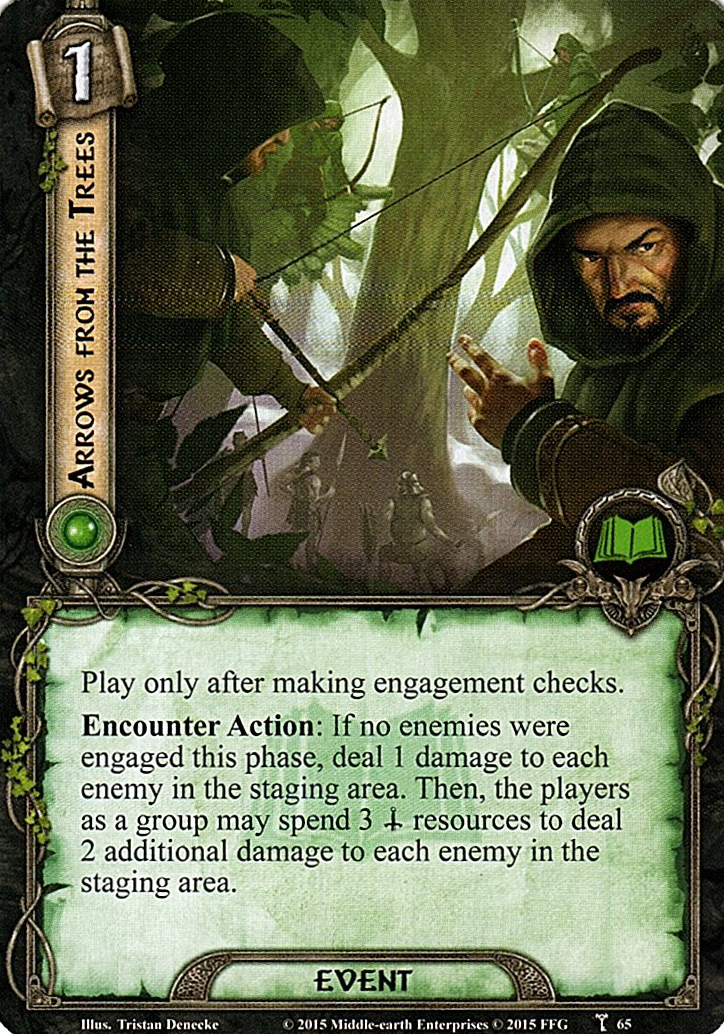 1
Arrows from the Trees
Play only after making engagement checks.
Encounter Action: If no enemies were
engaged this phase, deal 1 damage to each
enemy in the staging area. Then, the players
as a group may spend 3 resources to deal
2 additional damage to each enemy in the
staging area.
EVENT
Illus. Tristan Denecke © 2015 Middle-earth Enterprises © 2015 FFG 65